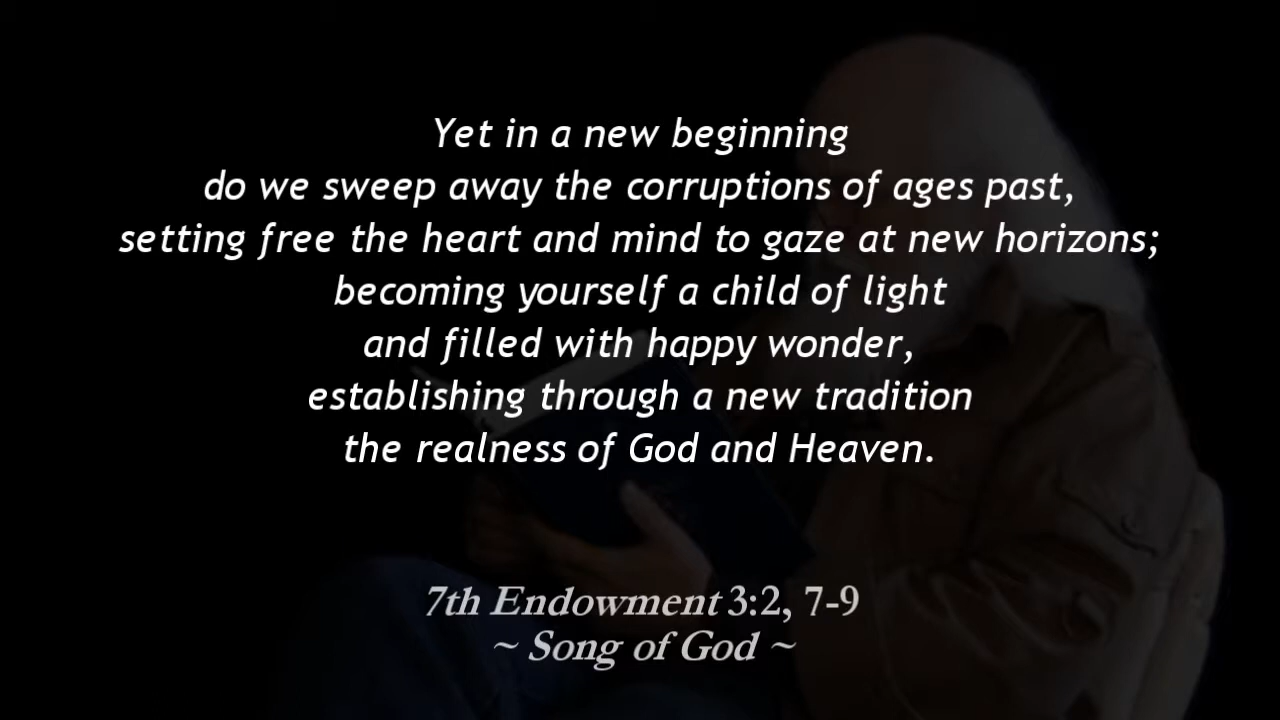 Yet in a new beginning
do we sweep away the corruptions of ages past,
setting free the heart and mind to gaze at new horizons;
becoming yourself a child of light
and filled with happy wonder,
establishing through a new tradition
the realness of God and Heaven.
7th Endowment 3:2, 7-9
~ Song of God ~